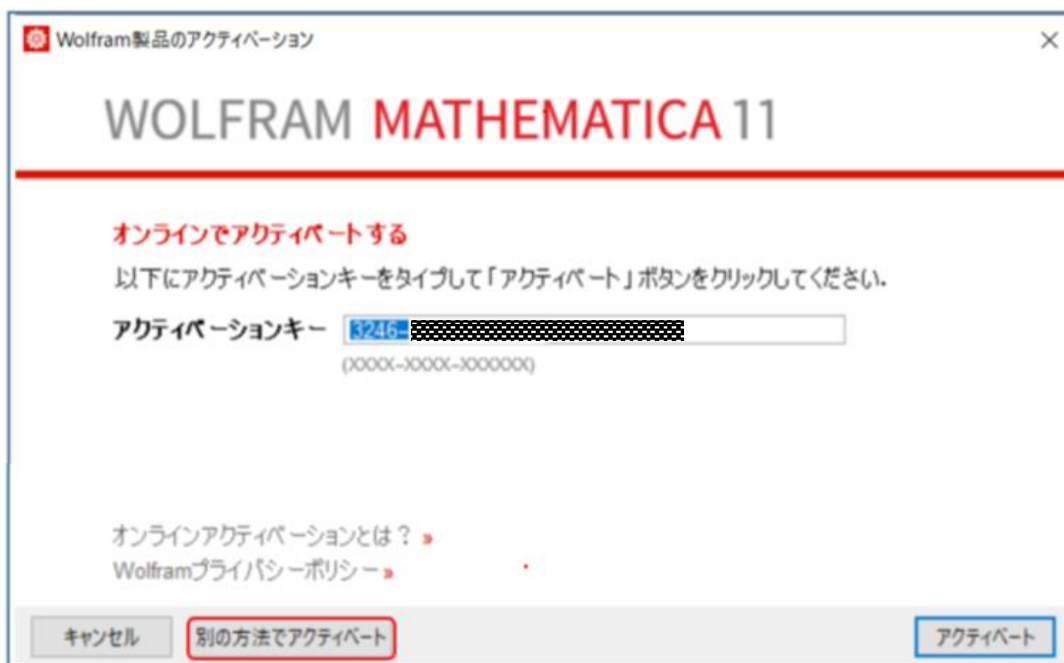 Wolfram製品のアクティベーション
WOLFRAM MATHEMATICA 11
オンラインでアクティベートする
以下にアクティベーションキーをタイプして「アクティベート」ボタンをクリックしてください.
アクティベーションキー 3246-
(XXXX-XXXX-XXXXXX)
オンラインアクティベーションとは？ »
Wolframプライバシーポリシー »
キャンセル 別の方法でアクティベート アクティベート